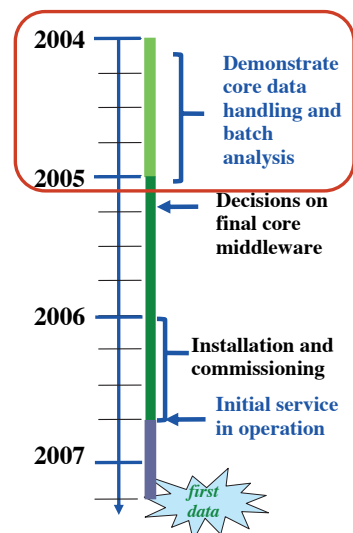 2004
Demonstrate
core data
handling and
batch
analysis
2005
Decisions on
final core
middleware
2006
Installation and
commissioning
Initial service
in operation
2007
first
data